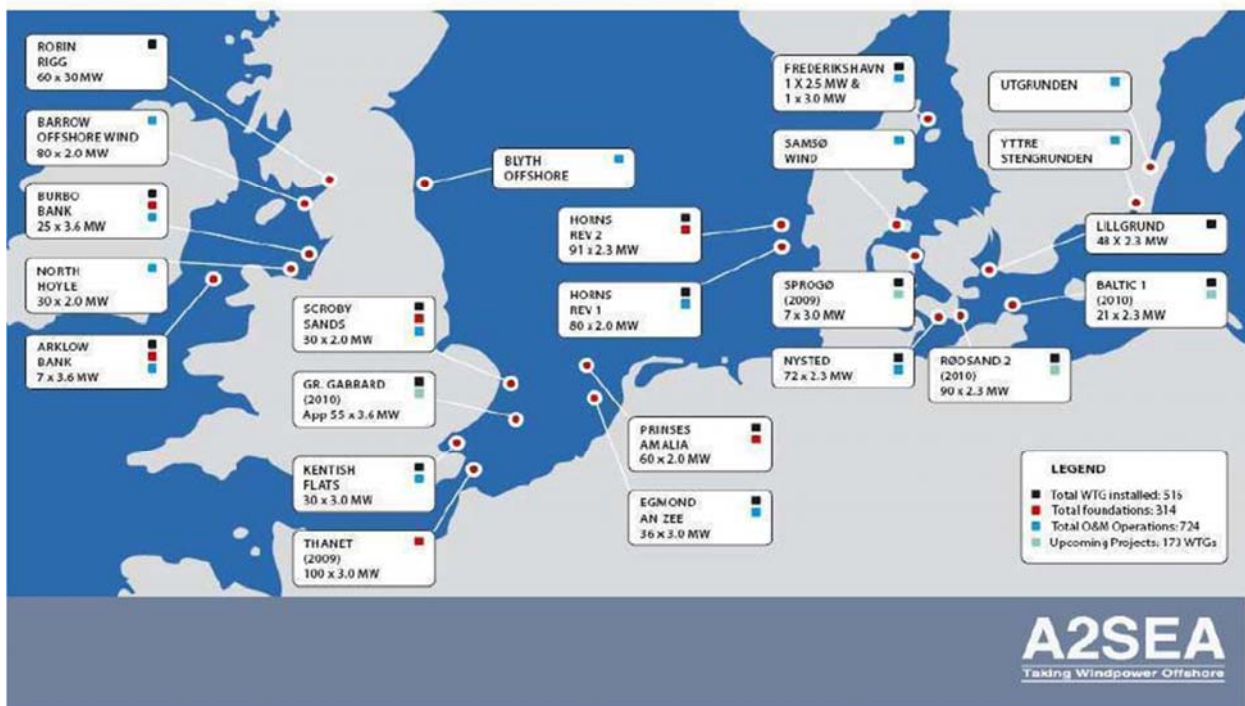 ROBIN
RIGG
60 x 30 MW
BARROW
OFFSHORE WIND
80 x 2.0 MW
BURBO
BANK
25 x 3.6 MW
NORTH
HOYLE
30 x 2.0 MW
ARKLOW
BANK
7 x 3.6 MW
BLYTH
OFFSHORE
SCROBY
SANDS
30 x 2.0 MW
GR. GABBARD
(2010)
App 55 x 3.6 MW
KENTISH
FLATS
30 x 3.0 MW
THANET
(2009)
100 x 3.0 MW
HORNS
REV 2
91 x 2.3 MW
HORNS
REV 1
80 x 2.0 MW
PRINSES
AMALIA
60 x 2.0 MW
EGMOND
AN ZEE
36 x 3.0 MW
FREDERIKSHAVN
1 X 2.5 MW &
1 x 3.0 MW
SAMSØ
WIND
SPROGØ
(2009)
7 x 3.0 MW
NYSTED
72 x 2.3 MW
UTGRUNDEN
YTTRE
STENGRUNDEN
LILLGRUND
48 X 2.3 MW
BALTIC 1
(2010)
21 x 2.3 MW
RØDSAND 2
(2010)
90 x 2.3 MW
LEGEND
Total WTG installed: 516
Total foundations: 314
Total O&M Operations: 724
Upcoming Projects: 173 WTGs
A2SEA
Taking Windpower Offshore